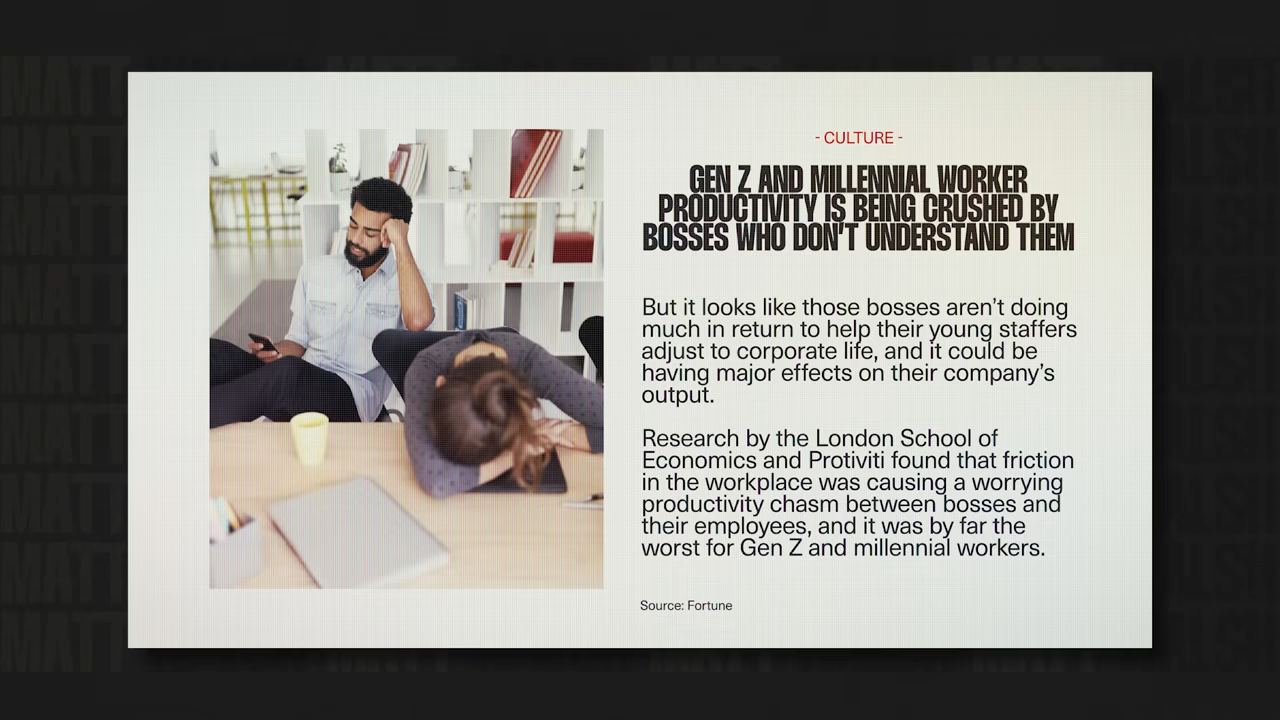 - CULTURE -
GEN Z AND MILLENNIAL WORKER
PRODUCTIVITY IS BEING CRUSHED BY
BOSSES WHO DON'T UNDERSTAND THEM
But it looks like those bosses aren't doing
much in return to help their young staffers
adjust to corporate life, and it could be
having major effects on their company's
output.
Research by the London School of
Economics and Protiviti found that friction
in the workplace was causing a worrying
productivity chasm between bosses and
their employees, and it was by far the
worst for Gen Z and millennial workers.
Source: Fortune